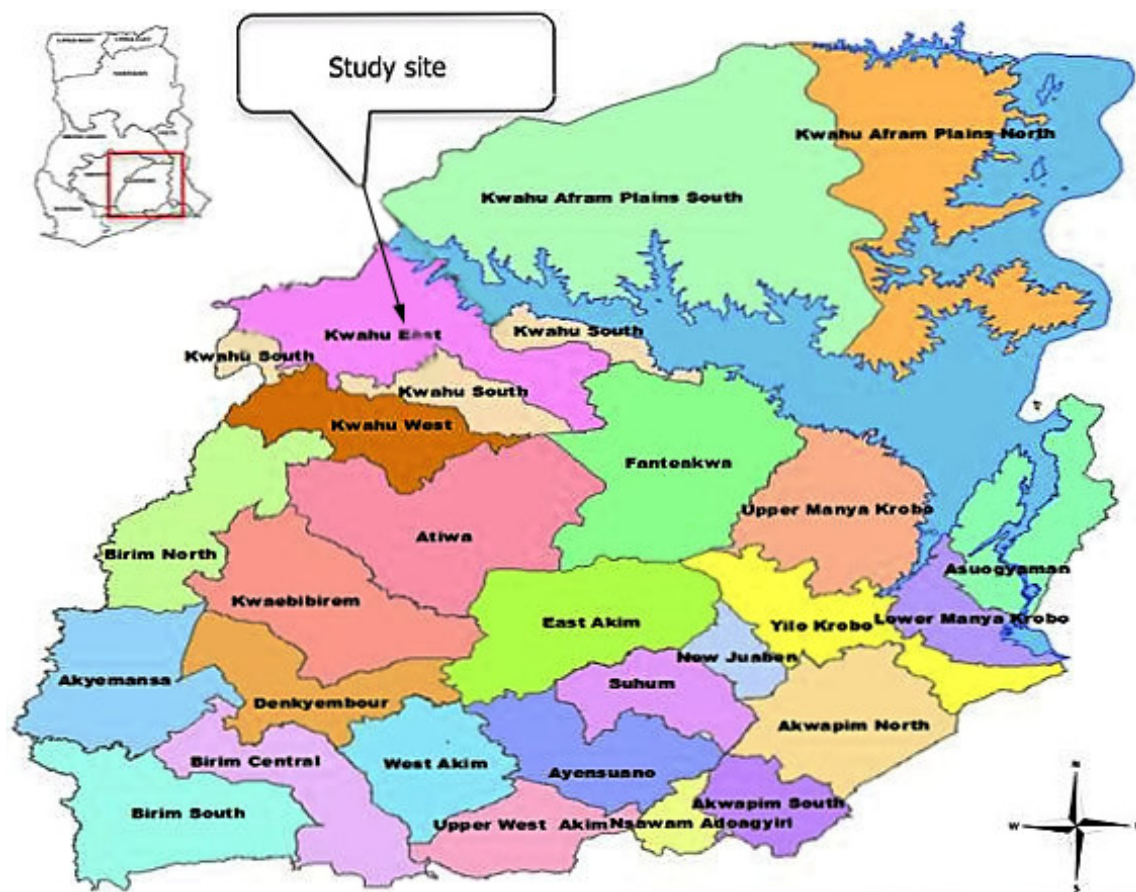 Study site
Kwahu Afram Plains North
Kwahu Afram Plains South
Kwahu East
Kwahu South
Kwahu South
Kwahu South
Kwahu West
Fantoakwa
Upper Manya Krobo
Atiwa
Birim North
Asuogyaman
Kwaebibirem
East Akim
Yilo Krobo
Lower Manya Krobo
New Juaben
Akyemansa
Denkyembour
Suhum
Akwapim North
Birim Central
West Akim
Ayensuano
Birim South
Akwapim South
Upper West Akim
Nsawam Adoagyiri
N
W
S